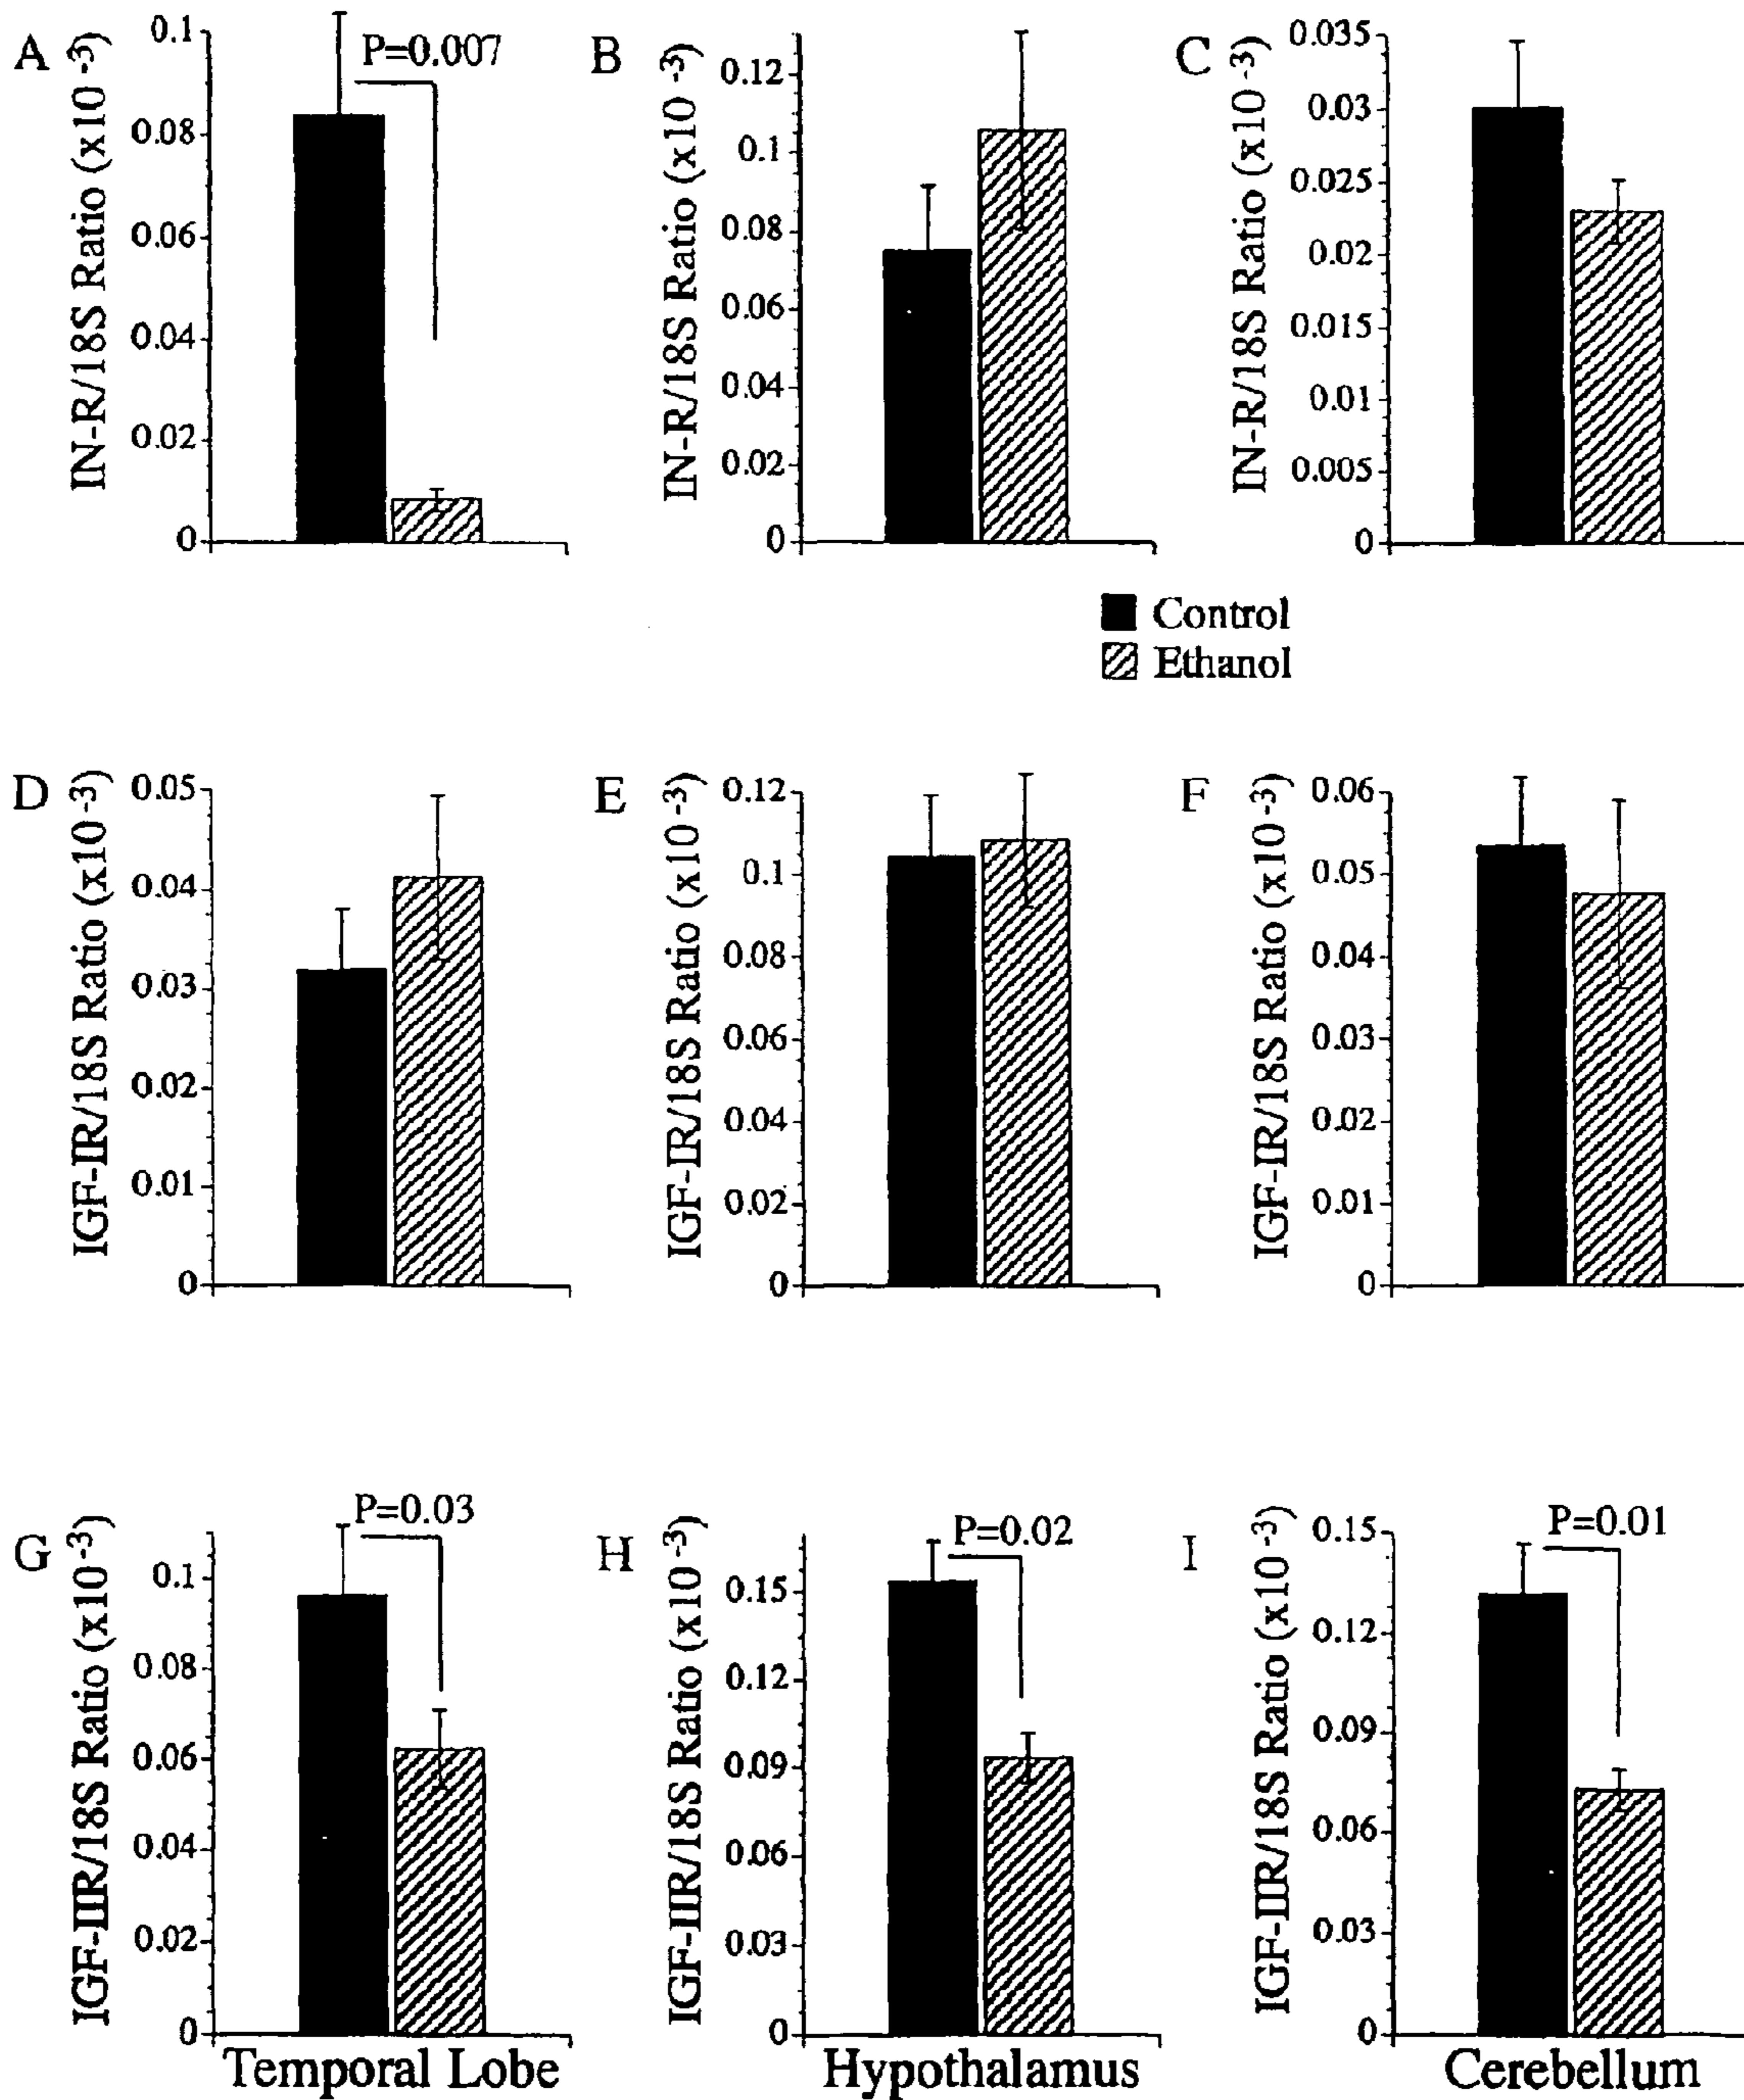 A
IN-R/18S Ratio (x10⁻³)
0.1
0.08
0.06
0.04
0.02
0
P=0.007
B
IN-R/18S Ratio (x10⁻³)
0.12
0.1
0.08
0.06
0.04
0.02
0
C
IN-R/18S Ratio (x10⁻³)
0.035
0.03
0.025
0.02
0.015
0.01
0.005
0
Control
Ethanol
D
IGF-IR/18S Ratio (x10⁻³)
0.05
0.04
0.03
0.02
0.01
0
E
IGF-IR/18S Ratio (x10⁻³)
0.12
0.1
0.08
0.06
0.04
0.02
0
F
IGF-IR/18S Ratio (x10⁻³)
0.06
0.05
0.04
0.03
0.02
0.01
0
G
IGF-IIR/18S Ratio (x10⁻³)
0.1
0.08
0.06
0.04
0.02
0
P=0.03
Temporal Lobe
H
IGF-IIR/18S Ratio (x10⁻³)
0.15
0.12
0.09
0.06
0.03
0
P=0.02
Hypothalamus
I
IGF-IIR/18S Ratio (x10⁻³)
0.15
0.12
0.09
0.06
0.03
0
P=0.01
Cerebellum